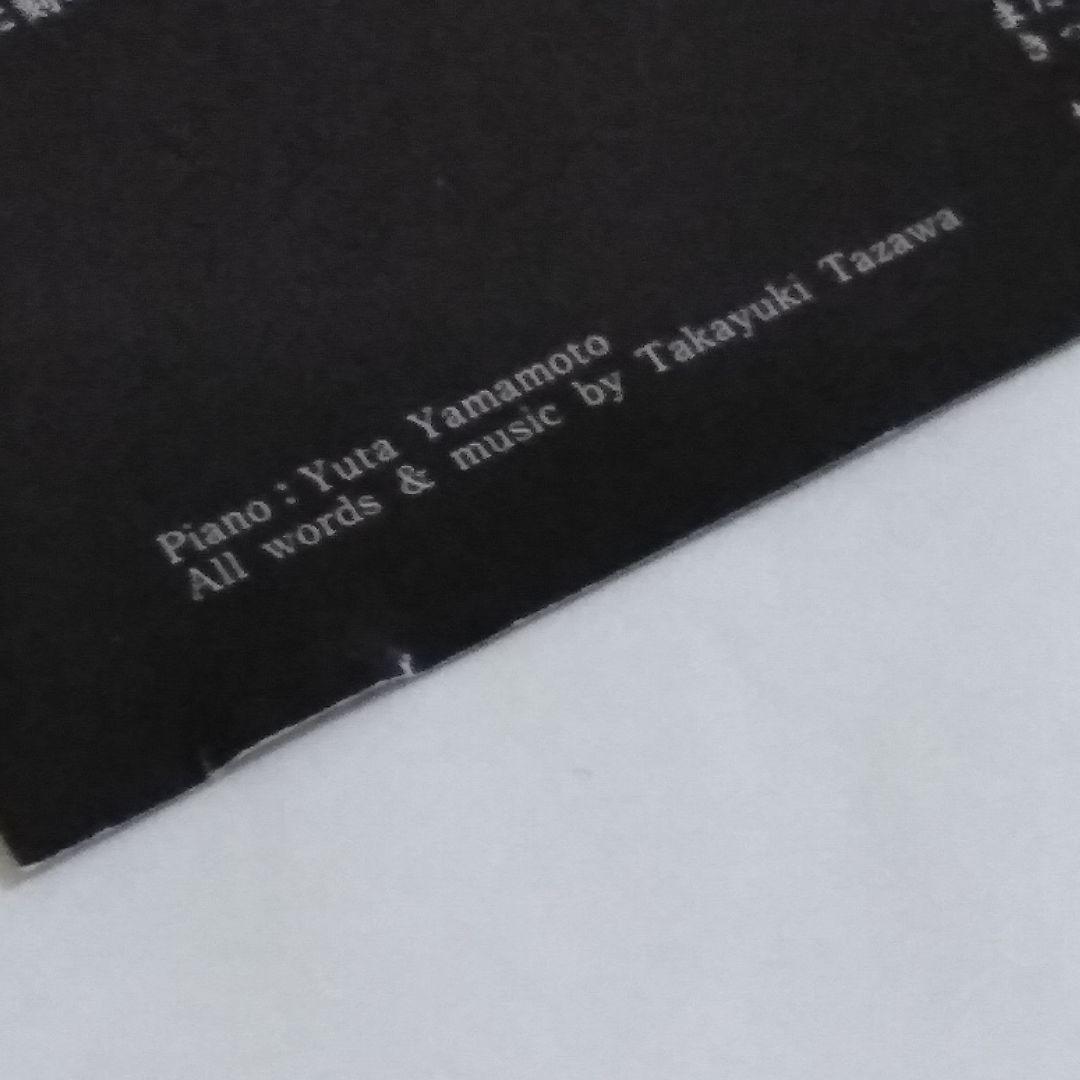 Piano：Yuta Yamamoto
All words & music by Takayuki Tazawa